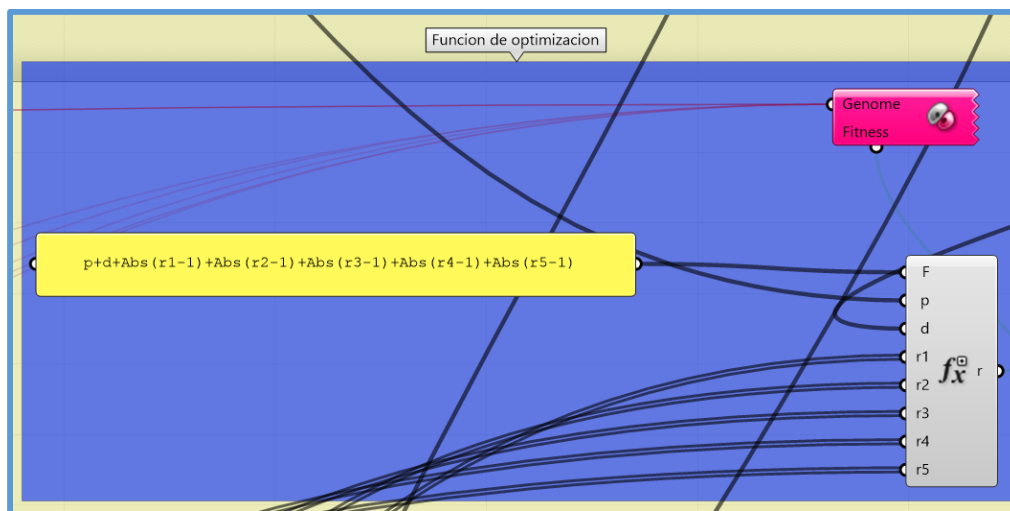 Funcion de optimizacion
Genome
Fitness
p+d+Abs(r1-1)+Abs(r2-1)+Abs(r3-1)+Abs(r4-1)+Abs(r5-1)
F
p
d
r1
r2
r3
r4
r5
fx
r